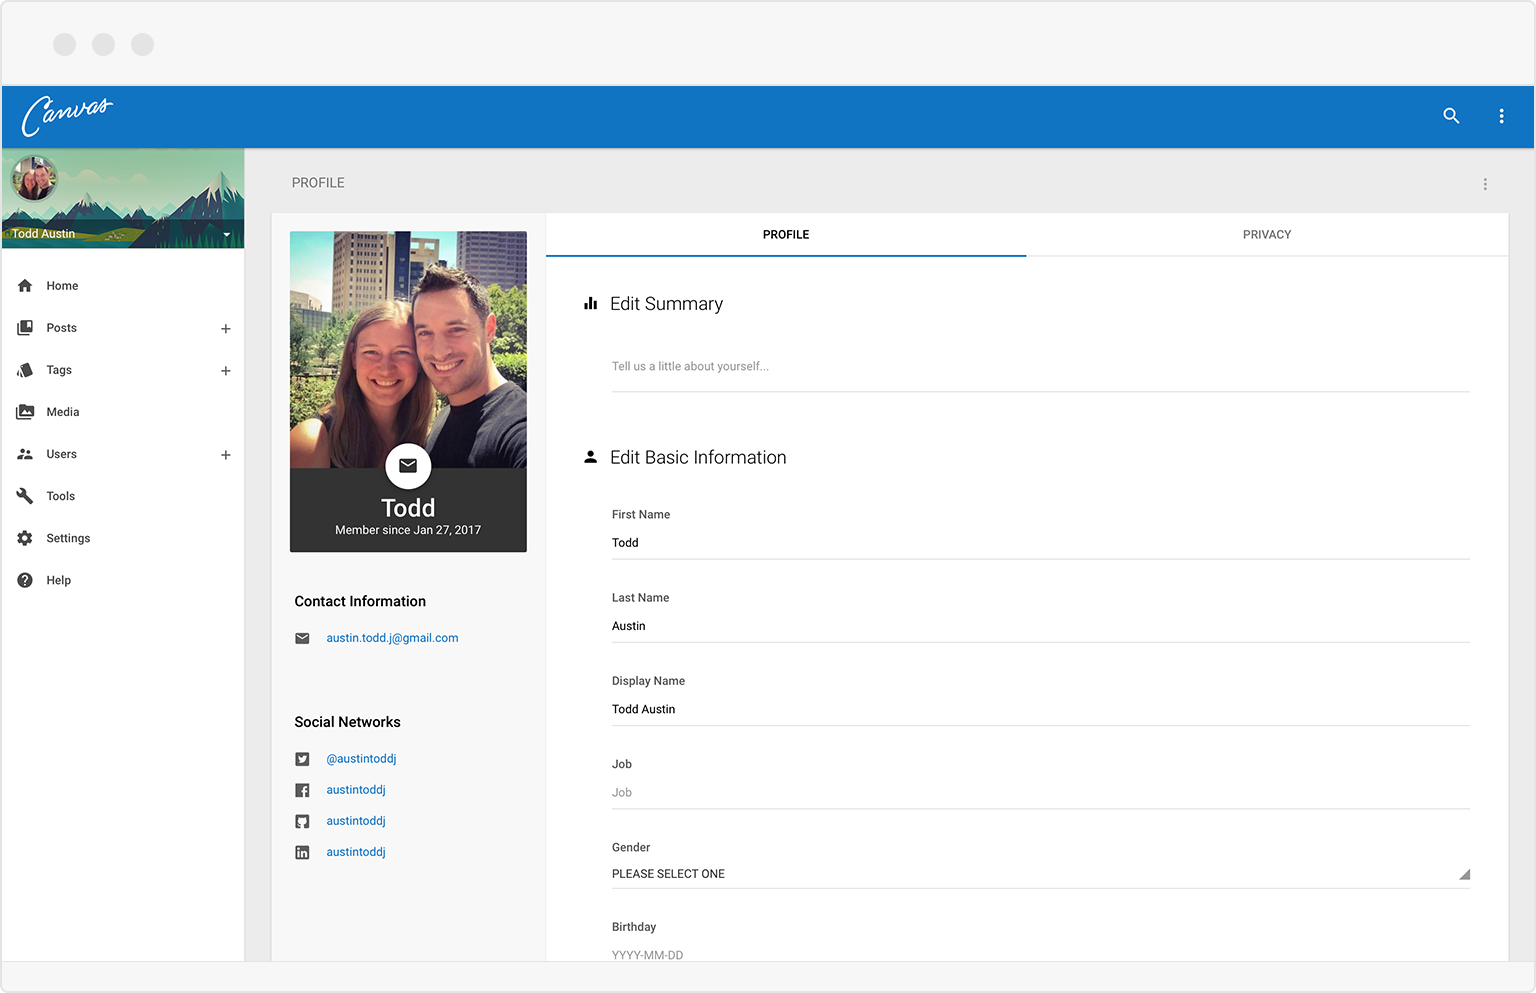 Canvas
Todd Austin
Home
Posts
Tags
Media
Users
Tools
Settings
Help
PROFILE
Todd
Member since Jan 27, 2017
Contact Information
austin.todd.j@gmail.com
Social Networks
@austintoddj
austintoddj
austintoddj
austintoddj
PROFILE
PRIVACY
Edit Summary
Tell us a little about yourself...
Edit Basic Information
First Name
Todd
Last Name
Austin
Display Name
Todd Austin
Job
Job
Gender
PLEASE SELECT ONE
Birthday
YYYY-MM-DD